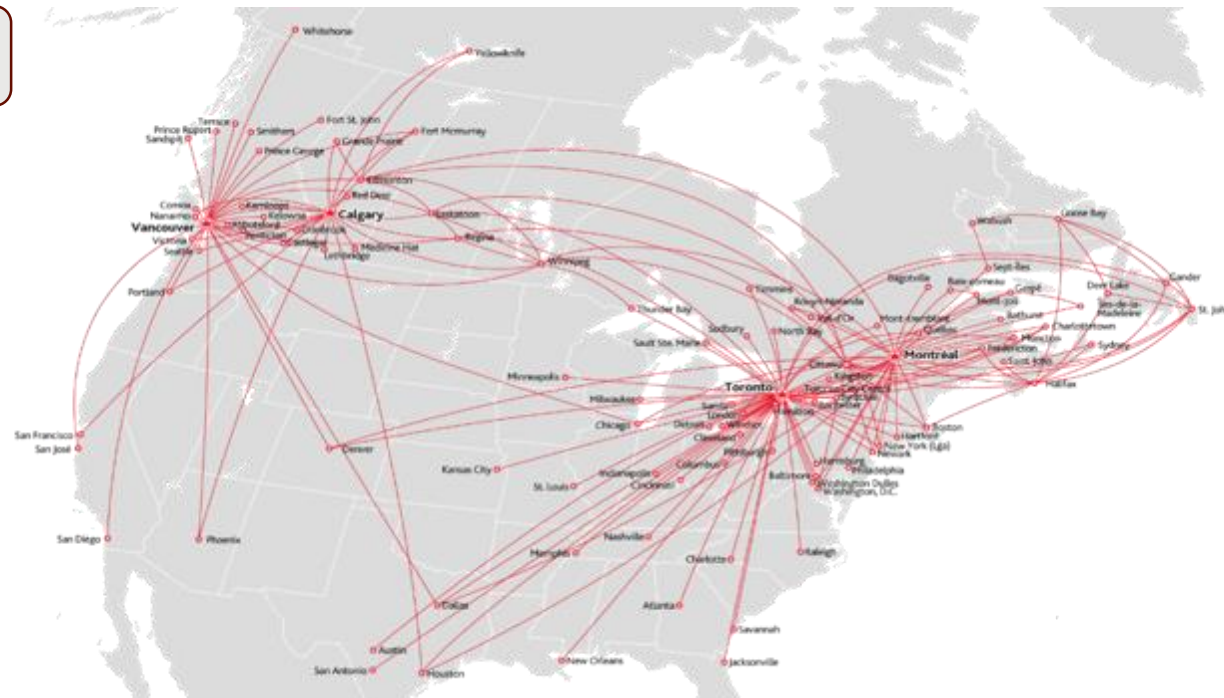 Whitehorse
Yellowknife
Terrace
Prince Rupert
Sandspit
Smithers
Fort St. John
Prince George
Grande Prairie
Fort Mcmurray
Edmonton
Red Deer
Comox
Nanaimo
Vancouver
Victoria
Seattle
Kamloops
Kelowna
Abbotsford
Penticton
Castlegar
Cranbrook
Calgary
Lethbridge
Medicine Hat
Saskatoon
Regina
Winnipeg
Portland
Thunder Bay
Timmins
Sudbury
Sault Ste. Marie
North Bay
Rouyn-Noranda
Val-d'Or
Mont-tremblant
Bagotville
Wabush
Goose Bay
Sept-Îles
Baie comeau
Mont-Joli
Gaspé
Bathurst
Gander
Deer Lake
Îles-de-la-
Madeleine
St. Joh
Charlottetown
Moncton
Fredericton
Saint John
Sydney
Halifax
Québec
Montréal
Ottawa
Kingston
Toronto
Hamilton
Sarnia
London
Windsor
Detroit
Cleveland
Pittsburgh
Minneapolis
Milwaukee
Chicago
Boston
Hartford
New York (Lga)
Newark
Harrisburg
Philadelphia
Baltimore
Washington Dulles
Washington, D.C.
San Francisco
San José
Denver
Kansas City
St. Louis
Indianapolis
Cincinnati
Columbus
San Diego
Phoenix
Memphis
Nashville
Charlotte
Raleigh
Dallas
Atlanta
Savannah
Austin
San Antonio
Houston
New Orleans
Jacksonville